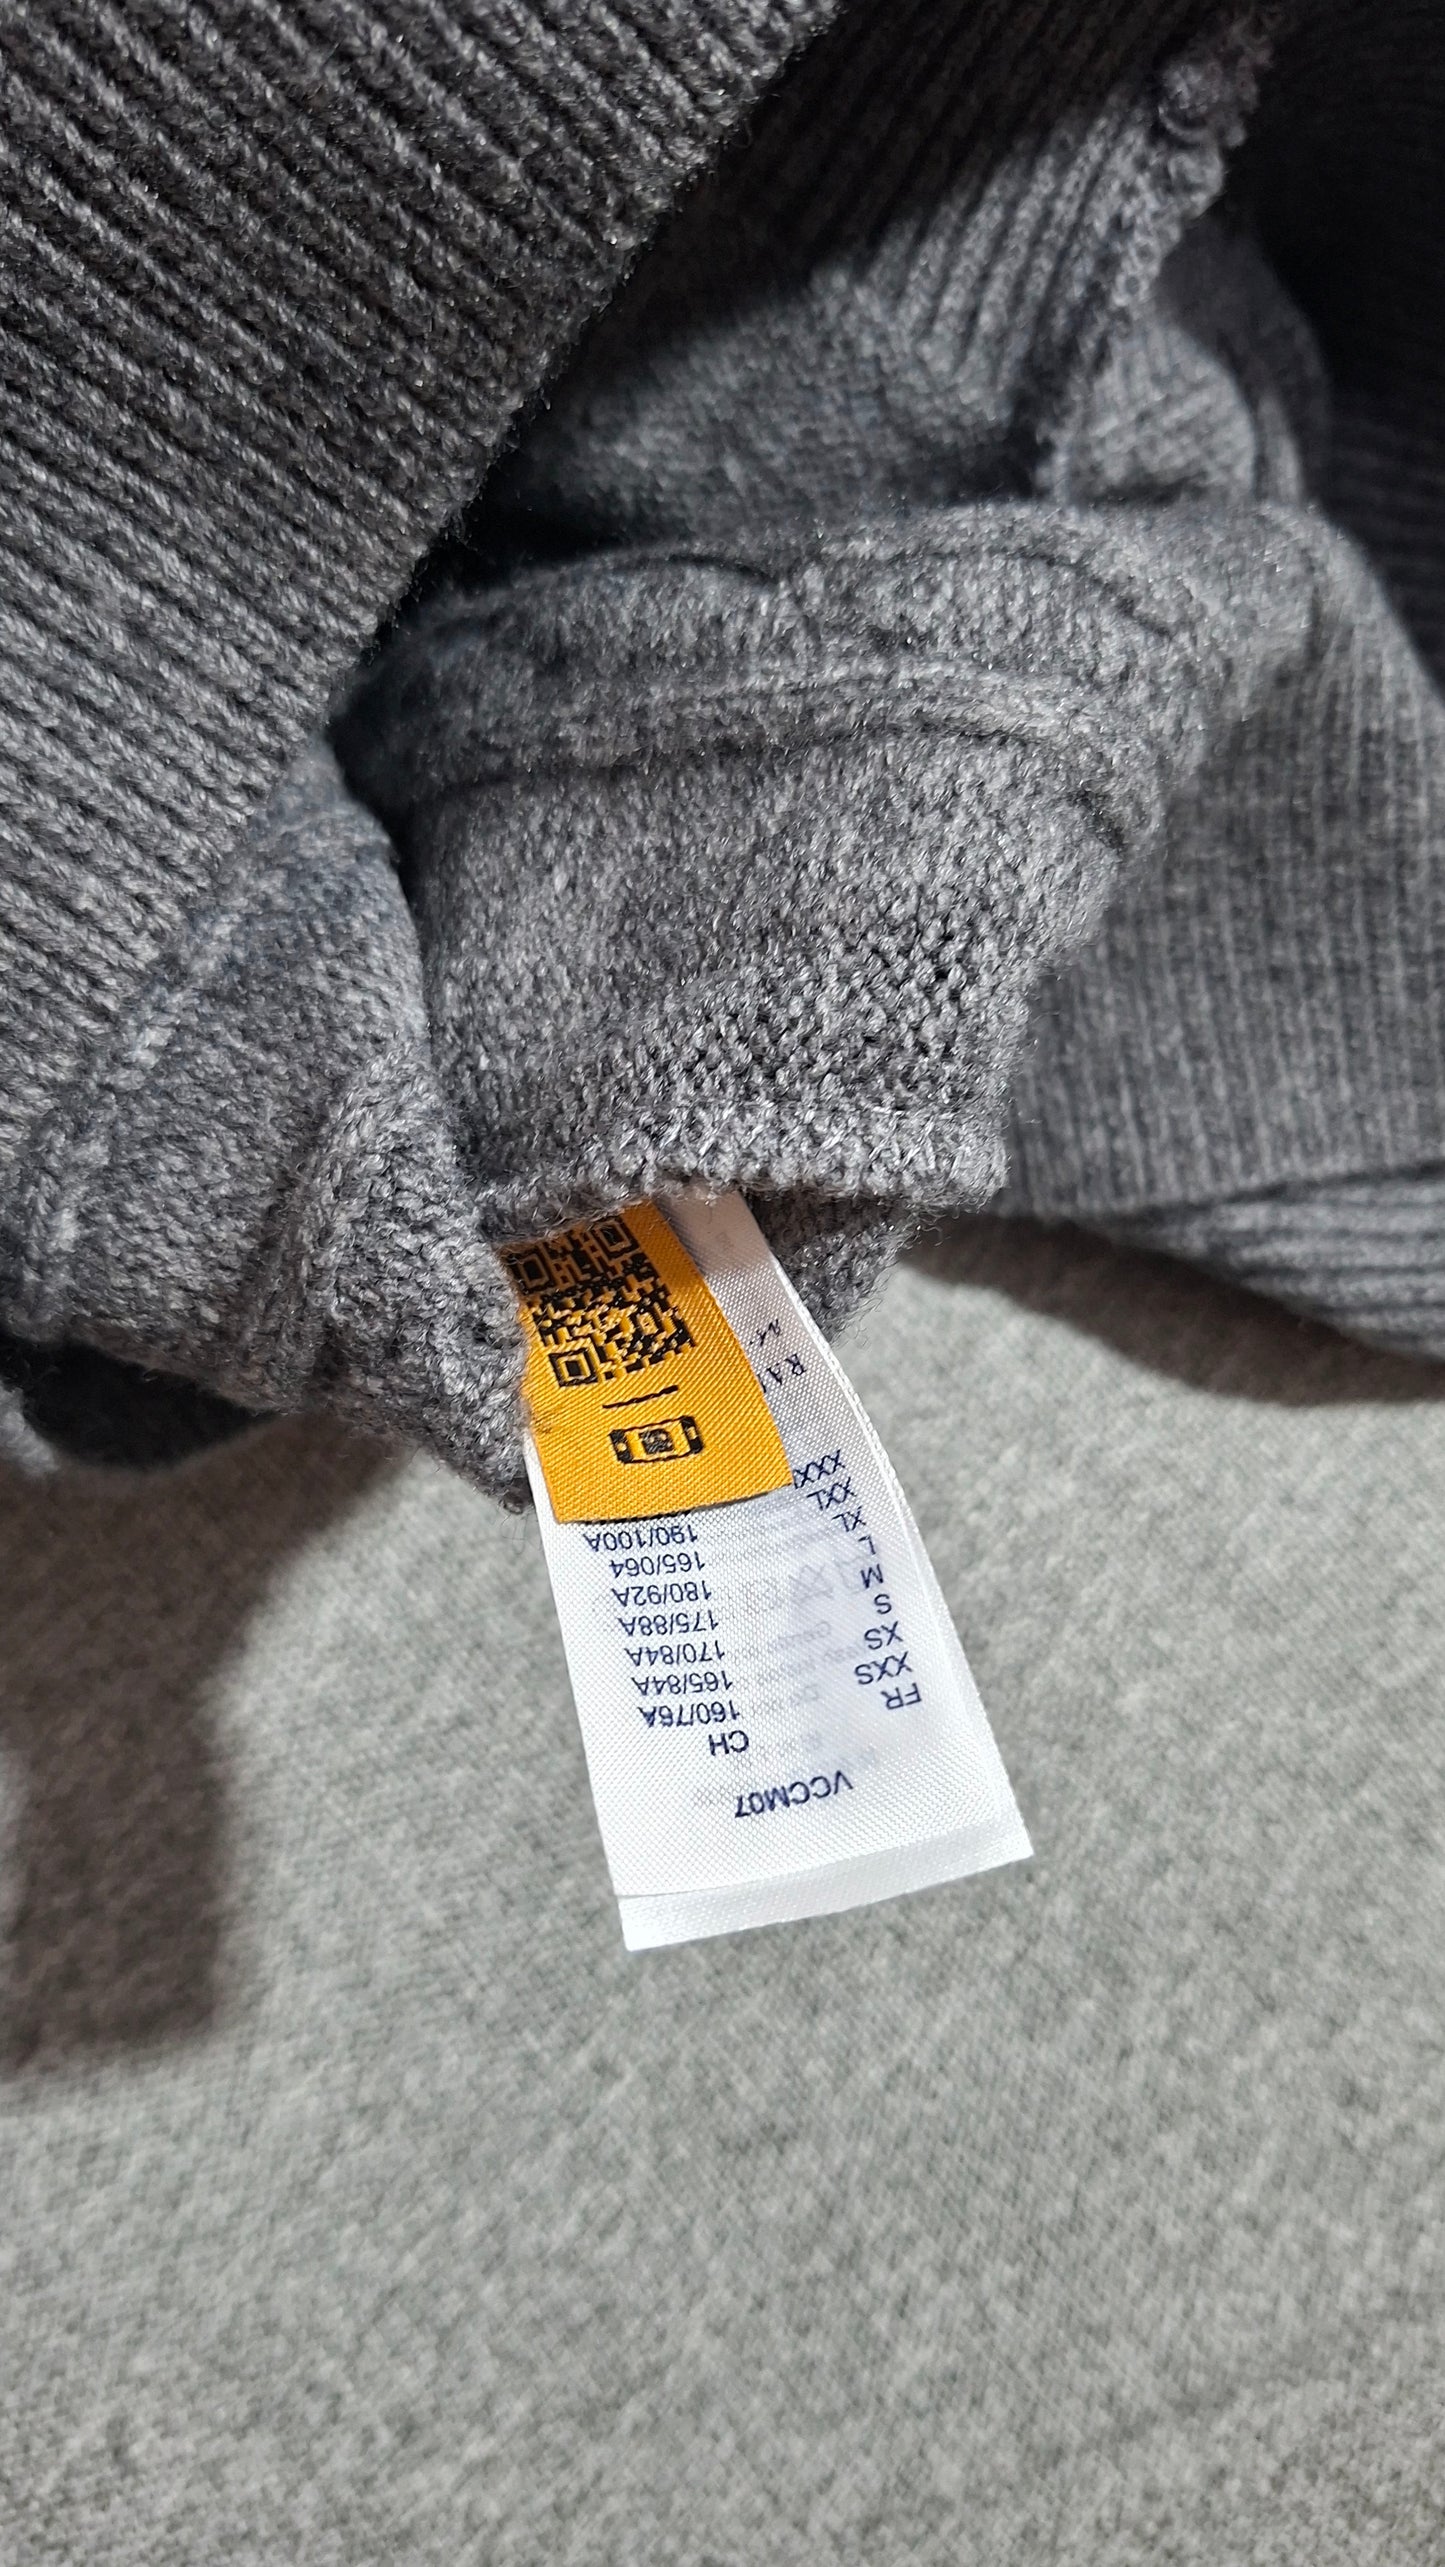 VCCM07
FR CH
XXS 160/76A
XS 165/84A
S 170/84A
M 175/88A
L 180/92A
XL 165/064
XXL 190/100A